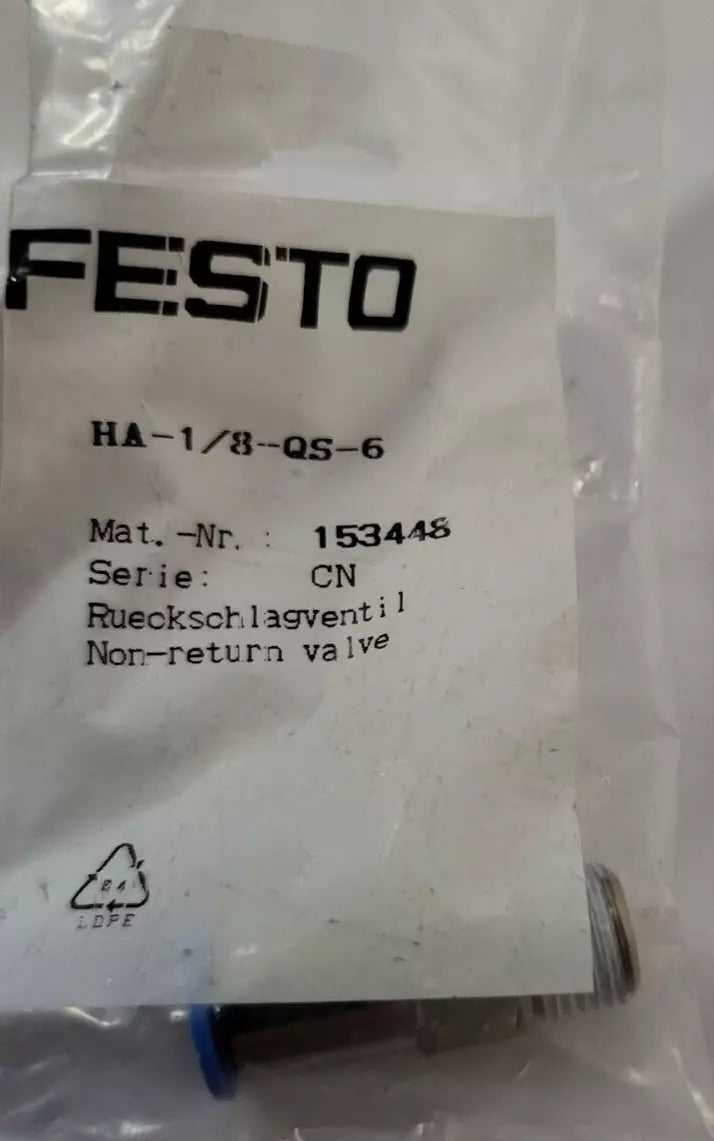 FESTO
HA-1/8-QS-6
Mat.-Nr. : 153448
Serie: CN
Rueckschlagventil
Non-return valve
LDPE